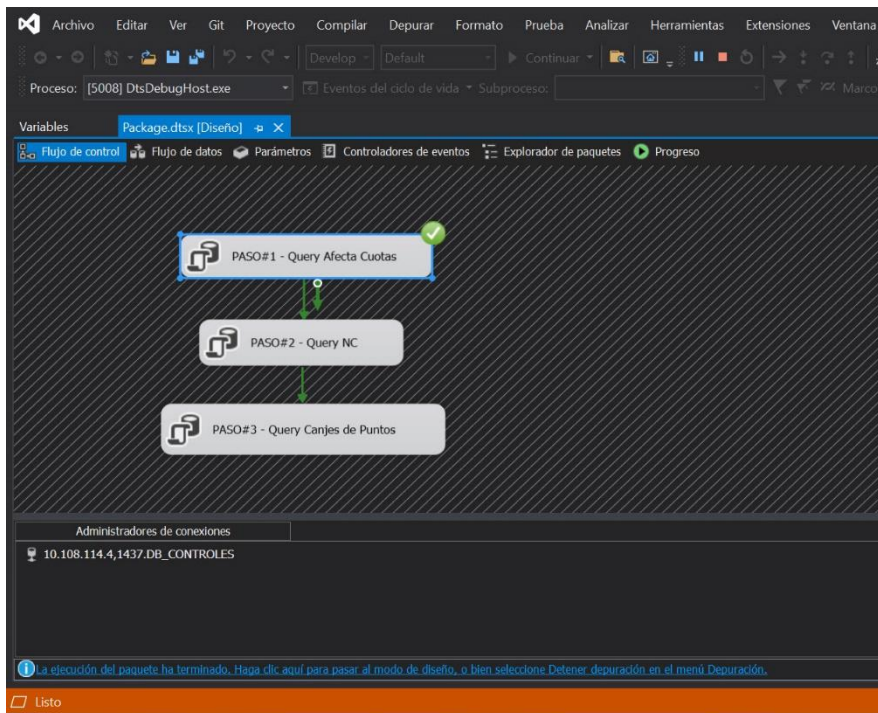 Archivo Editar Ver Git Proyecto Compilar Depurar Formato Prueba Analizar Herramientas Extensiones Ventana
Develop Default Continuar
Proceso: [5008] DtsDebugHost.exe Eventos del ciclo de vida Subproceso: Marco
Variables Package.dtsx [Diseño]
Flujo de control Flujo de datos Parámetros Controladores de eventos Explorador de paquetes Progreso
PASO#1 - Query Afecta Cuotas
PASO#2 - Query NC
PASO#3 - Query Canjes de Puntos
Administradores de conexiones
10.108.114.4,1437.DB_CONTROLES
La ejecución del paquete ha terminado. Haga clic aquí para pasar al modo de diseño, o bien seleccione Detener depuración en el menú Depuración.
Listo